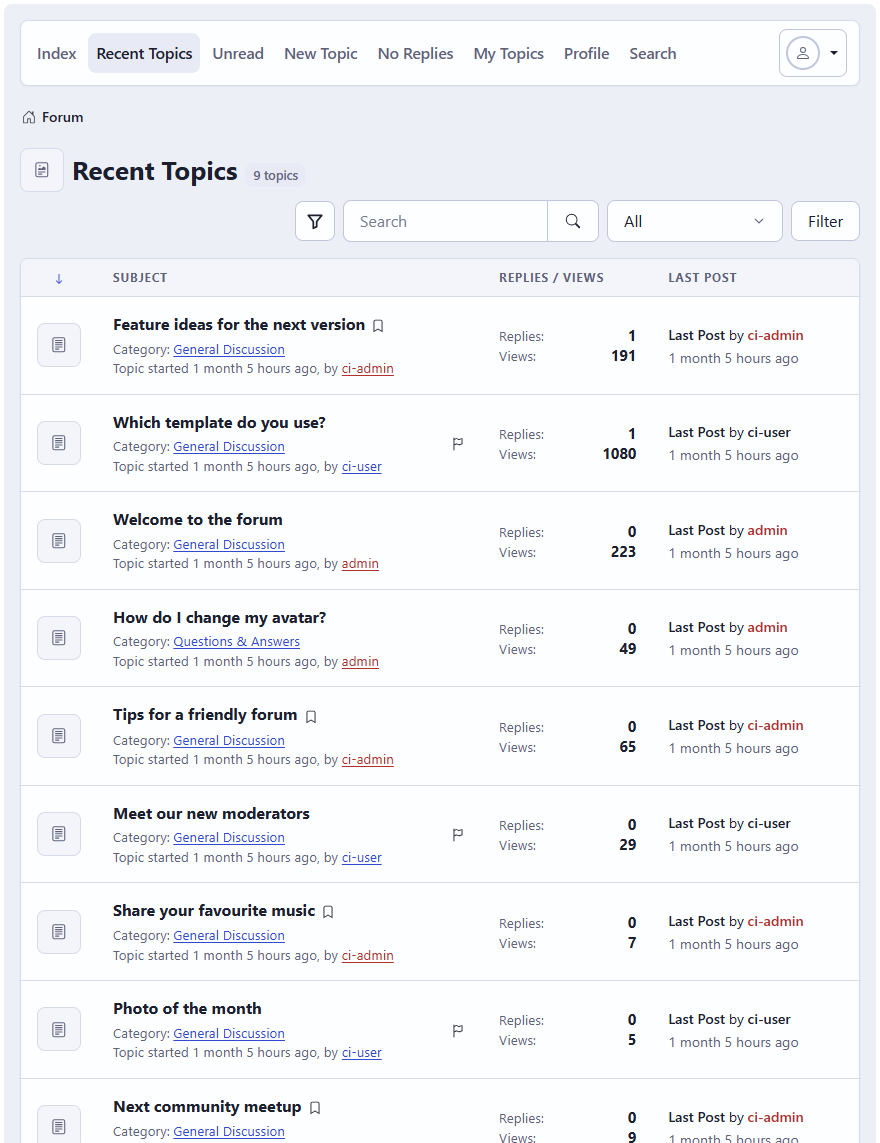 Index Recent Topics Unread New Topic No Replies My Topics Profile Search
Forum
Recent Topics 9 topics
Search All Filter
SUBJECT REPLIES / VIEWS LAST POST
Feature ideas for the next version
Category: General Discussion
Topic started 1 month 5 hours ago, by ci-admin
Replies: 1
Views: 191
Last Post by ci-admin
1 month 5 hours ago
Which template do you use?
Category: General Discussion
Topic started 1 month 5 hours ago, by ci-user
Replies: 1
Views: 1080
Last Post by ci-user
1 month 5 hours ago
Welcome to the forum
Category: General Discussion
Topic started 1 month 5 hours ago, by admin
Replies: 0
Views: 223
Last Post by admin
1 month 5 hours ago
How do I change my avatar?
Category: Questions & Answers
Topic started 1 month 5 hours ago, by admin
Replies: 0
Views: 49
Last Post by admin
1 month 5 hours ago
Tips for a friendly forum
Category: General Discussion
Topic started 1 month 5 hours ago, by ci-admin
Replies: 0
Views: 65
Last Post by ci-admin
1 month 5 hours ago
Meet our new moderators
Category: General Discussion
Topic started 1 month 5 hours ago, by ci-user
Replies: 0
Views: 29
Last Post by ci-user
1 month 5 hours ago
Share your favourite music
Category: General Discussion
Topic started 1 month 5 hours ago, by ci-admin
Replies: 0
Views: 7
Last Post by ci-admin
1 month 5 hours ago
Photo of the month
Category: General Discussion
Topic started 1 month 5 hours ago, by ci-user
Replies: 0
Views: 5
Last Post by ci-user
1 month 5 hours ago
Next community meetup
Category: General Discussion
Replies: 0
Views: 9
Last Post by ci-admin
1 month 5 hours ago